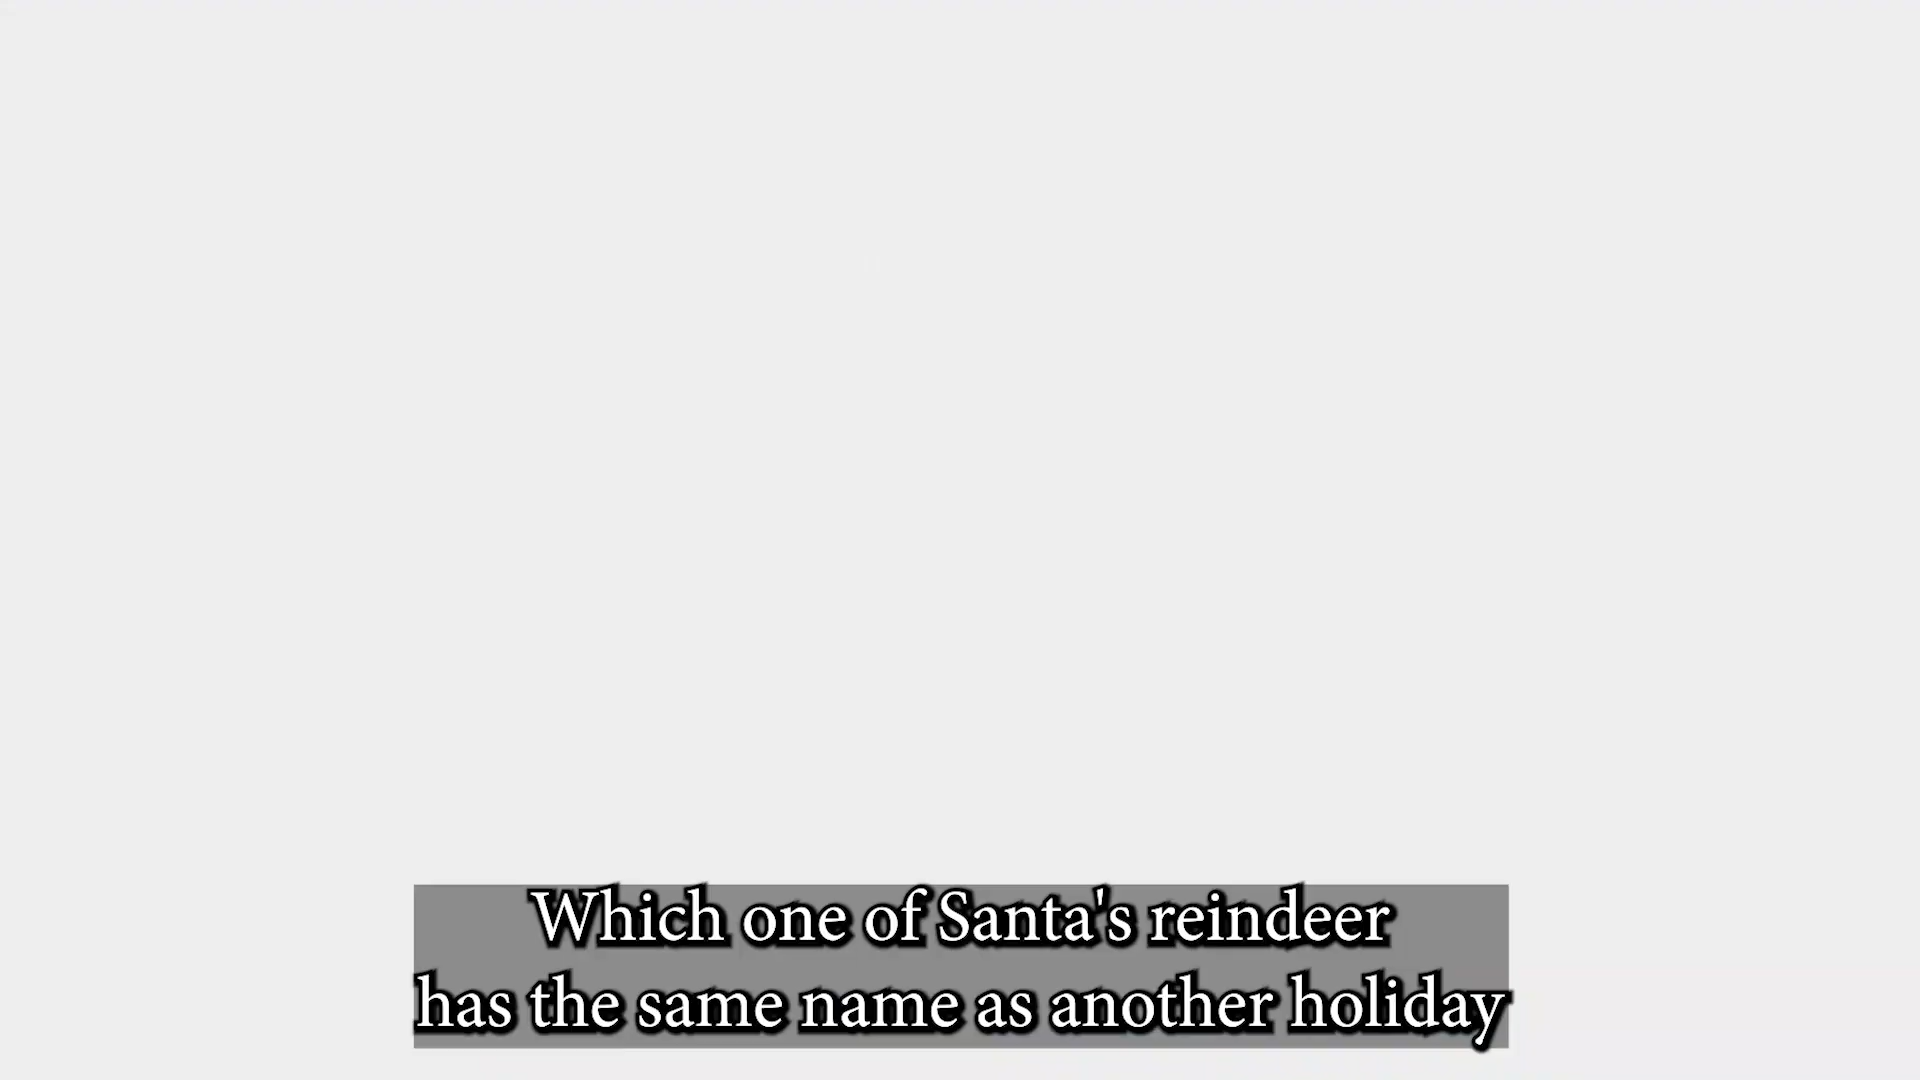 Which one of Santa's reindeer
has the same name as another holiday